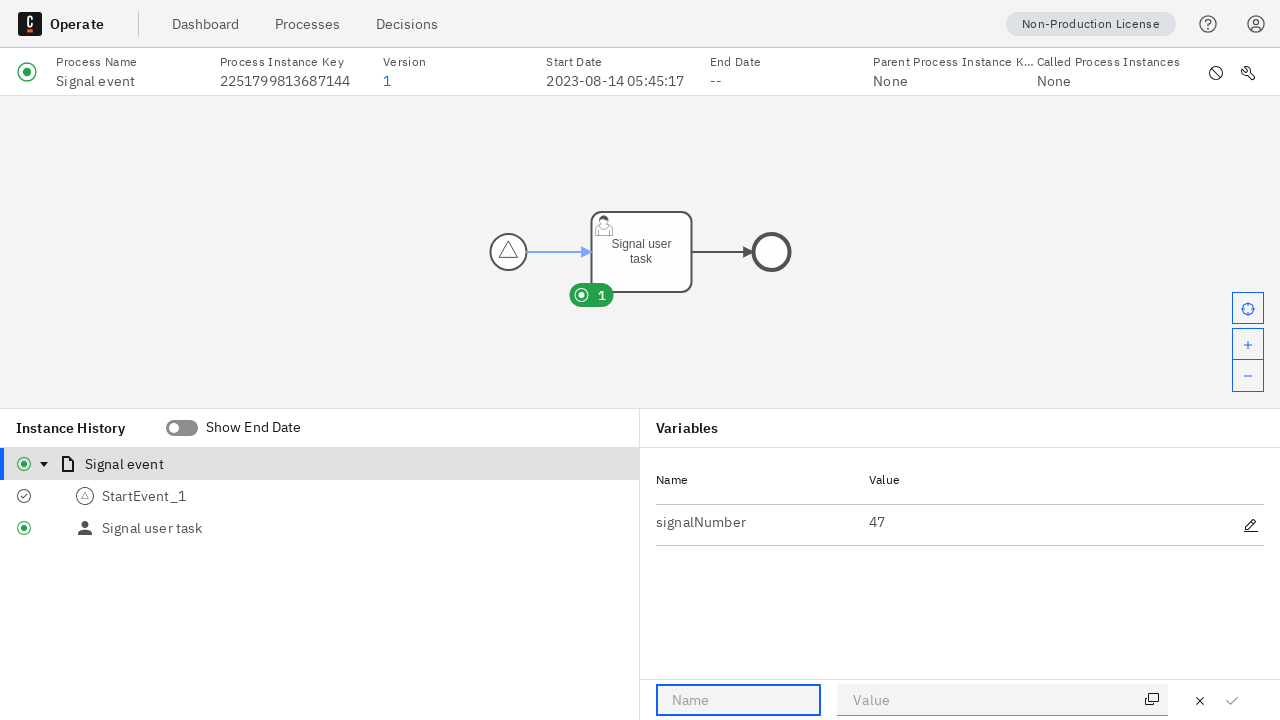 Operate
Dashboard
Processes
Decisions
Non-Production License
Process Name
Signal event
Process Instance Key
2251799813687144
Version
1
Start Date
2023-08-14 05:45:17
End Date
--
Parent Process Instance K...
None
Called Process Instances
None
Signal user
task
1
Instance History
Show End Date
Signal event
StartEvent_1
Signal user task
Variables
Name
Value
signalNumber
47
Name
Value